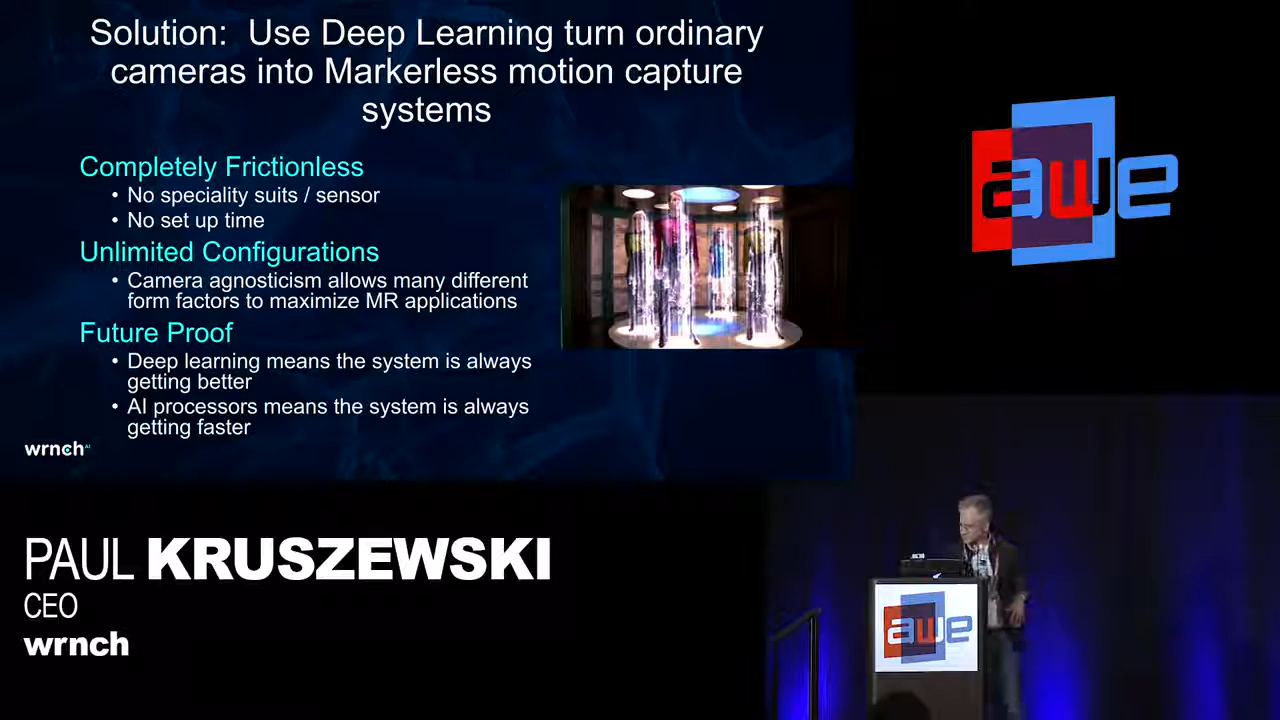 Solution: Use Deep Learning turn ordinary
cameras into Markerless motion capture
systems
Completely Frictionless
• No speciality suits / sensor
• No set up time
Unlimited Configurations
• Camera agnosticism allows many different
form factors to maximize MR applications
Future Proof
• Deep learning means the system is always
getting better
• AI processors means the system is always
getting faster
wrnch AI
awe
PAUL KRUSZEWSKI
CEO
wrnch
awe